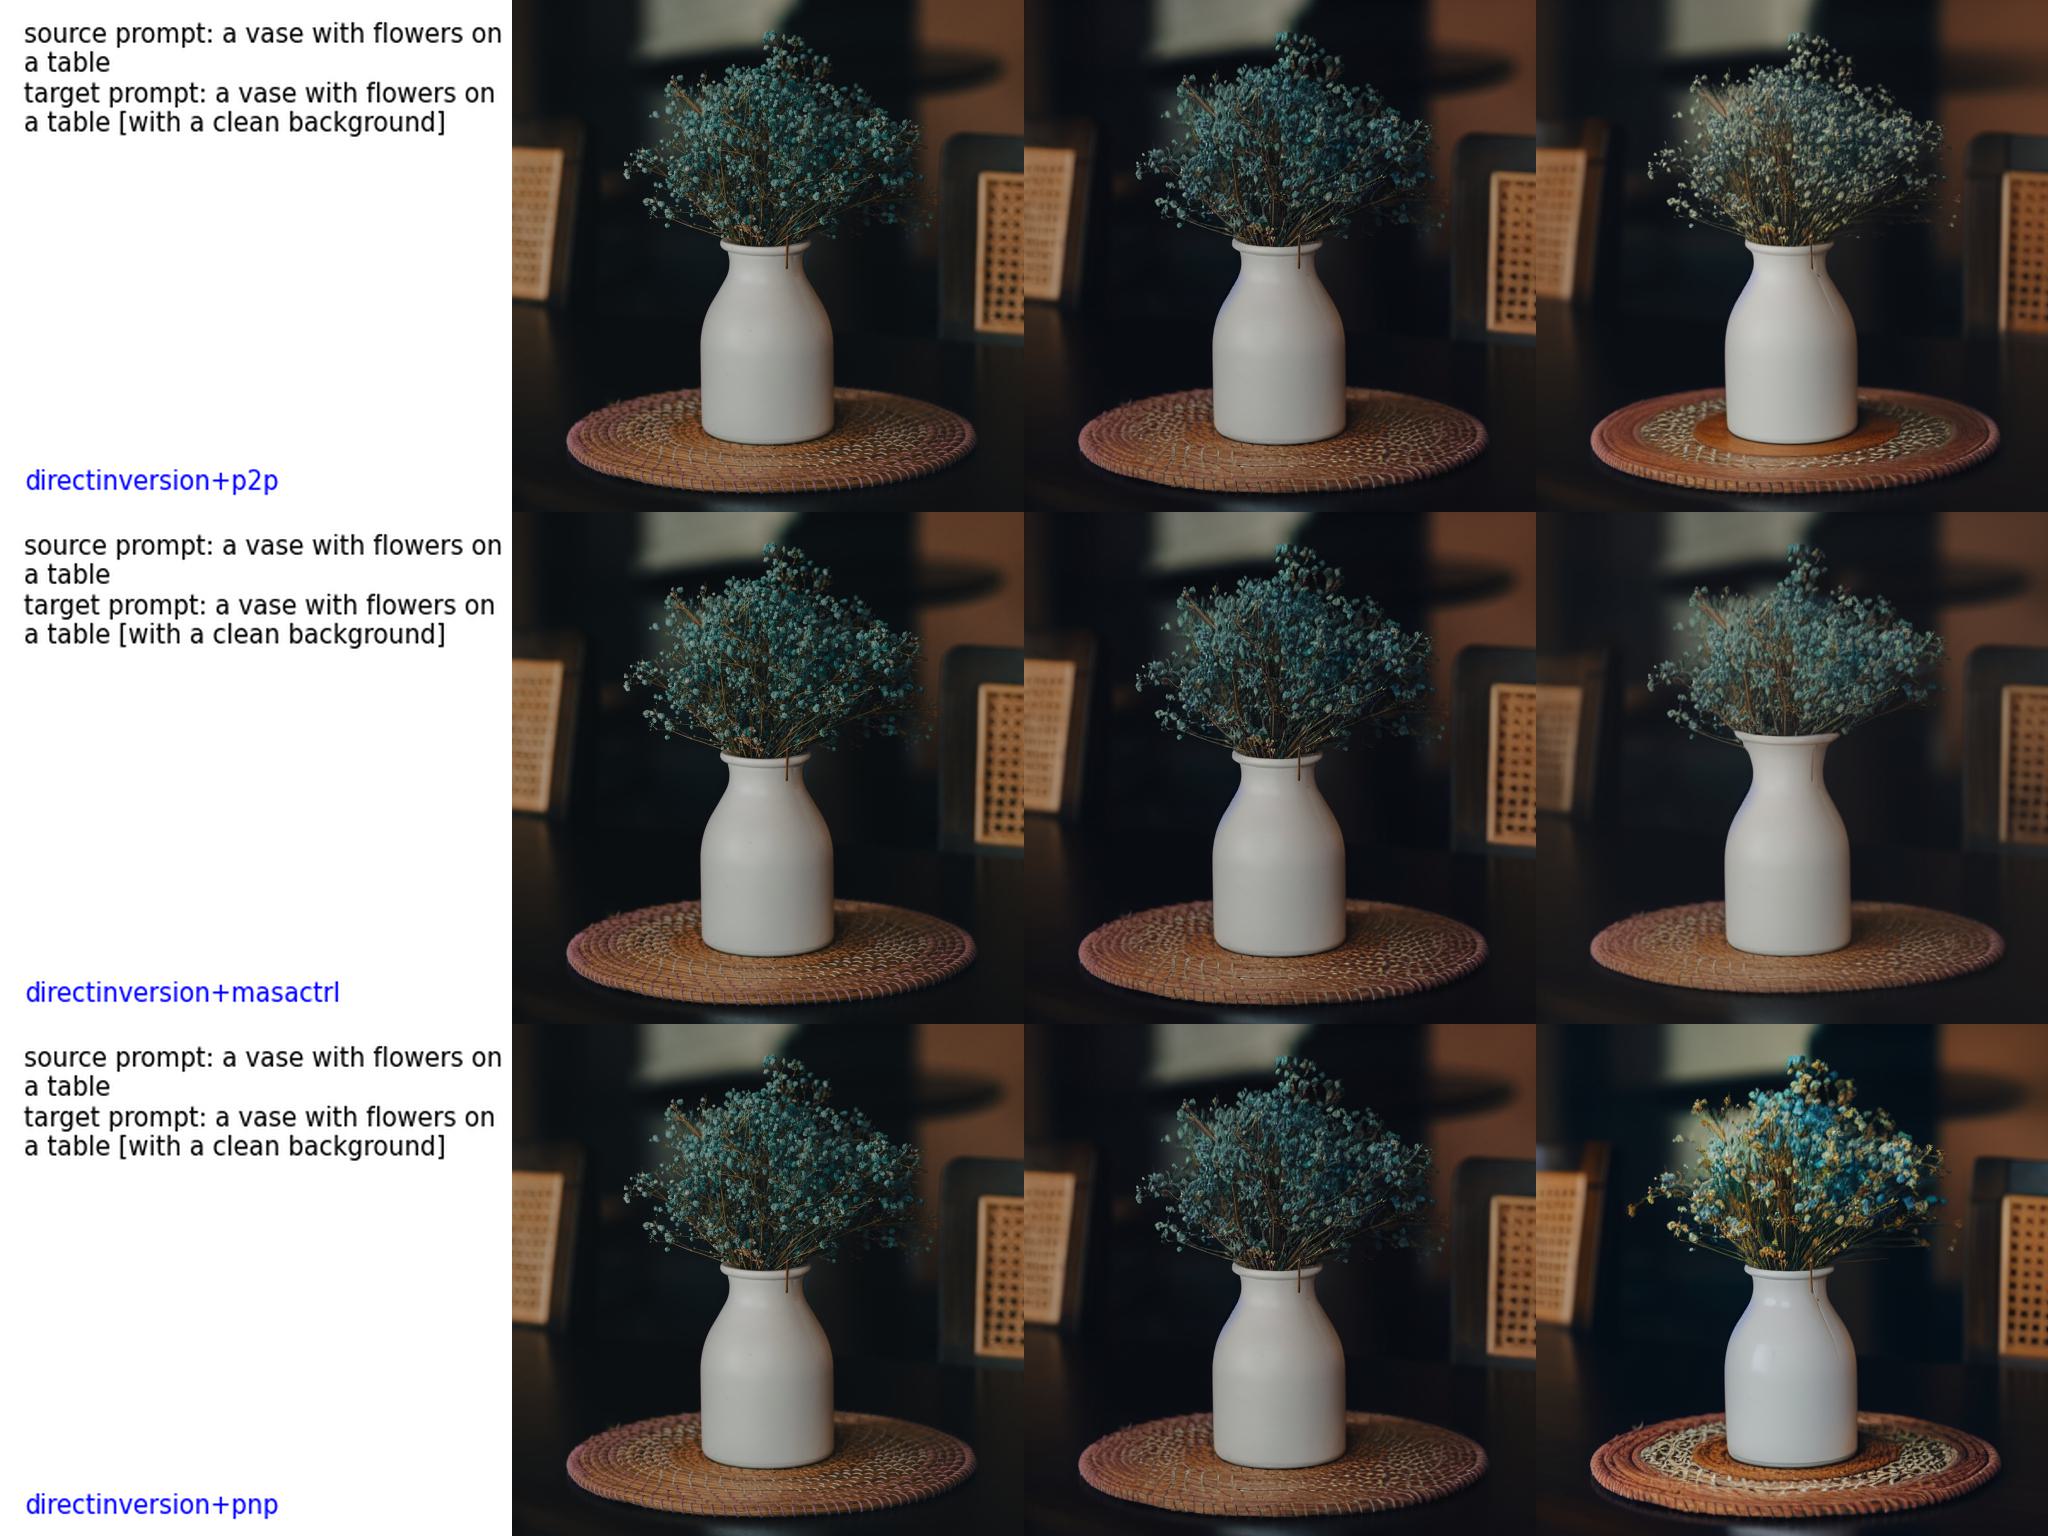 source prompt: a vase with flowers on
a table
target prompt: a vase with flowers on
a table [with a clean background]
directinversion+p2p
source prompt: a vase with flowers on
a table
target prompt: a vase with flowers on
a table [with a clean background]
directinversion+masactrl
source prompt: a vase with flowers on
a table
target prompt: a vase with flowers on
a table [with a clean background]
directinversion+pnp